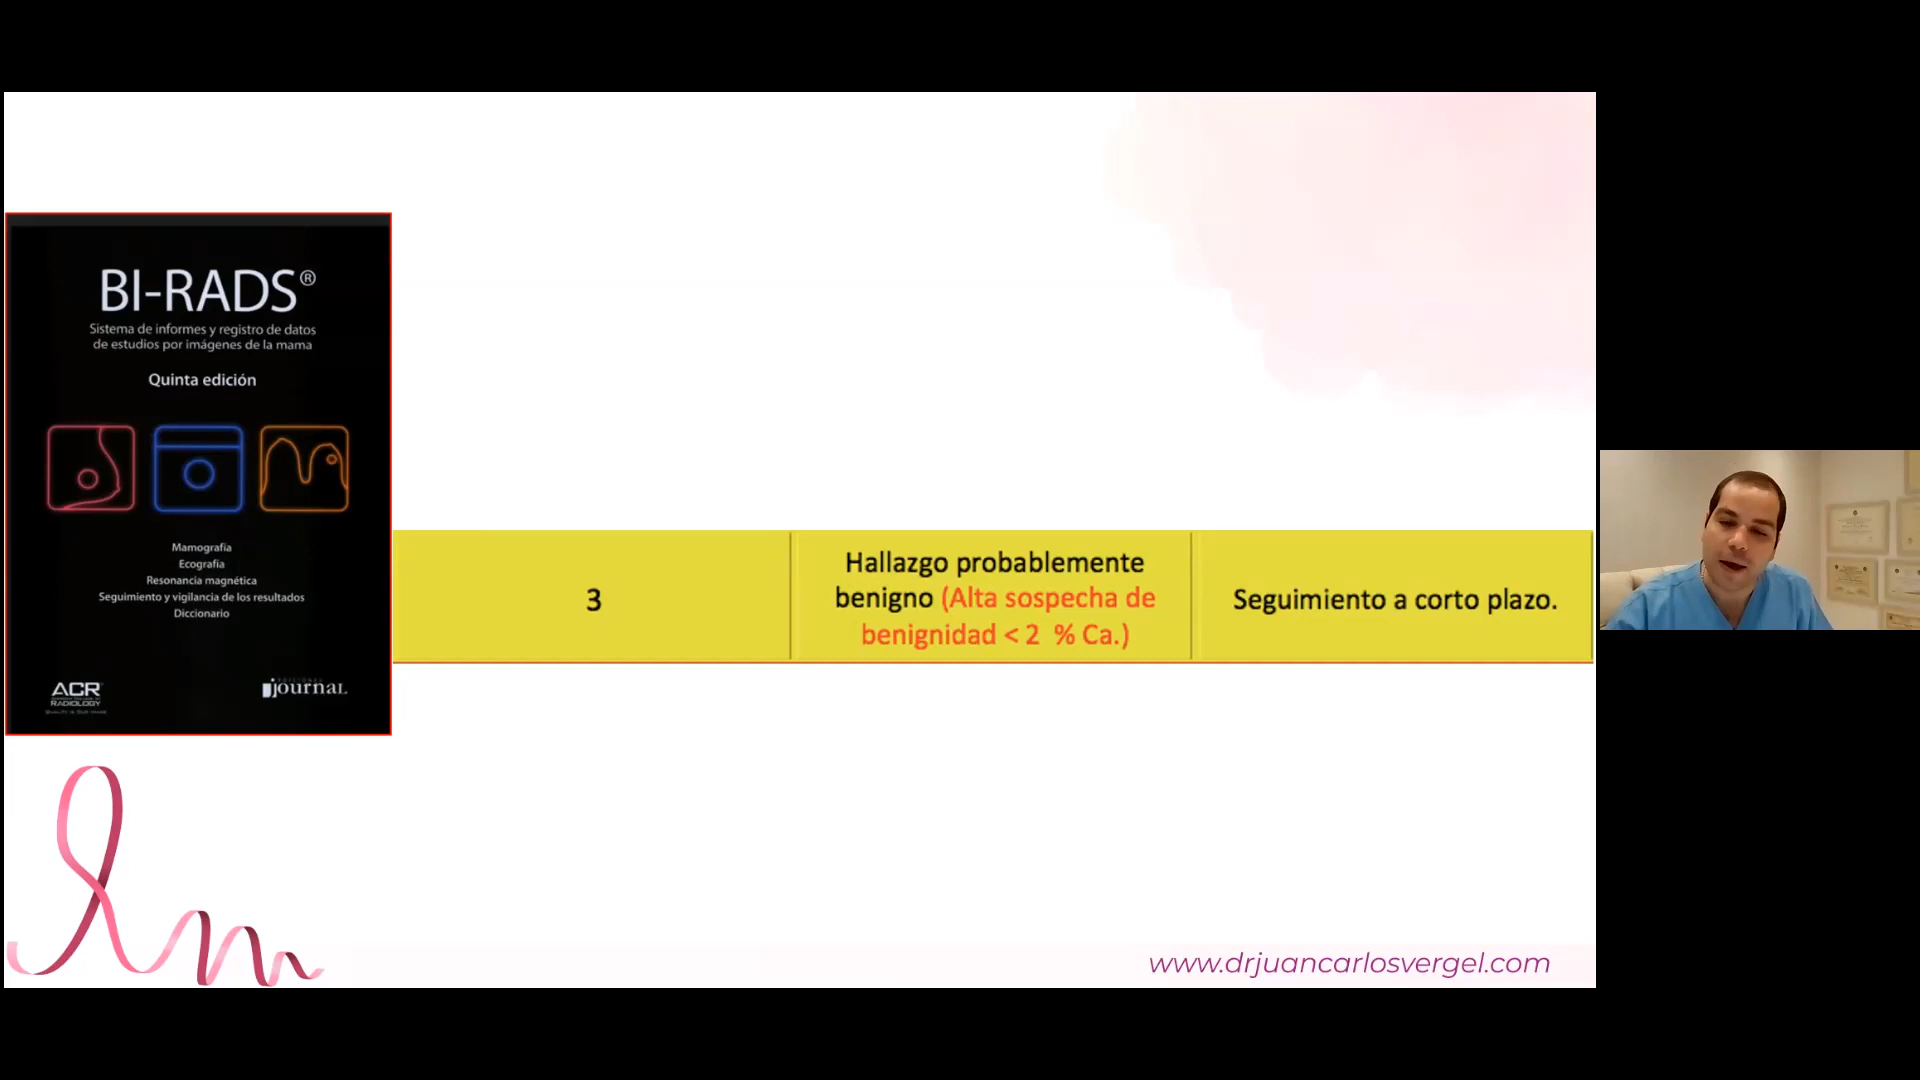 BI-RADS®
Sistema de informes y registro de datos
de estudios por imágenes de la mama
Quinta edición
Mamografía
Ecografía
Resonancia magnética
Seguimiento y vigilancia de los resultados
Diccionario
ACR
RADIOLOGY
journal
3
Hallazgo probablemente
benigno (Alta sospecha de
benignidad < 2 % Ca.)
Seguimiento a corto plazo.
www.drjuancarlosvergel.com